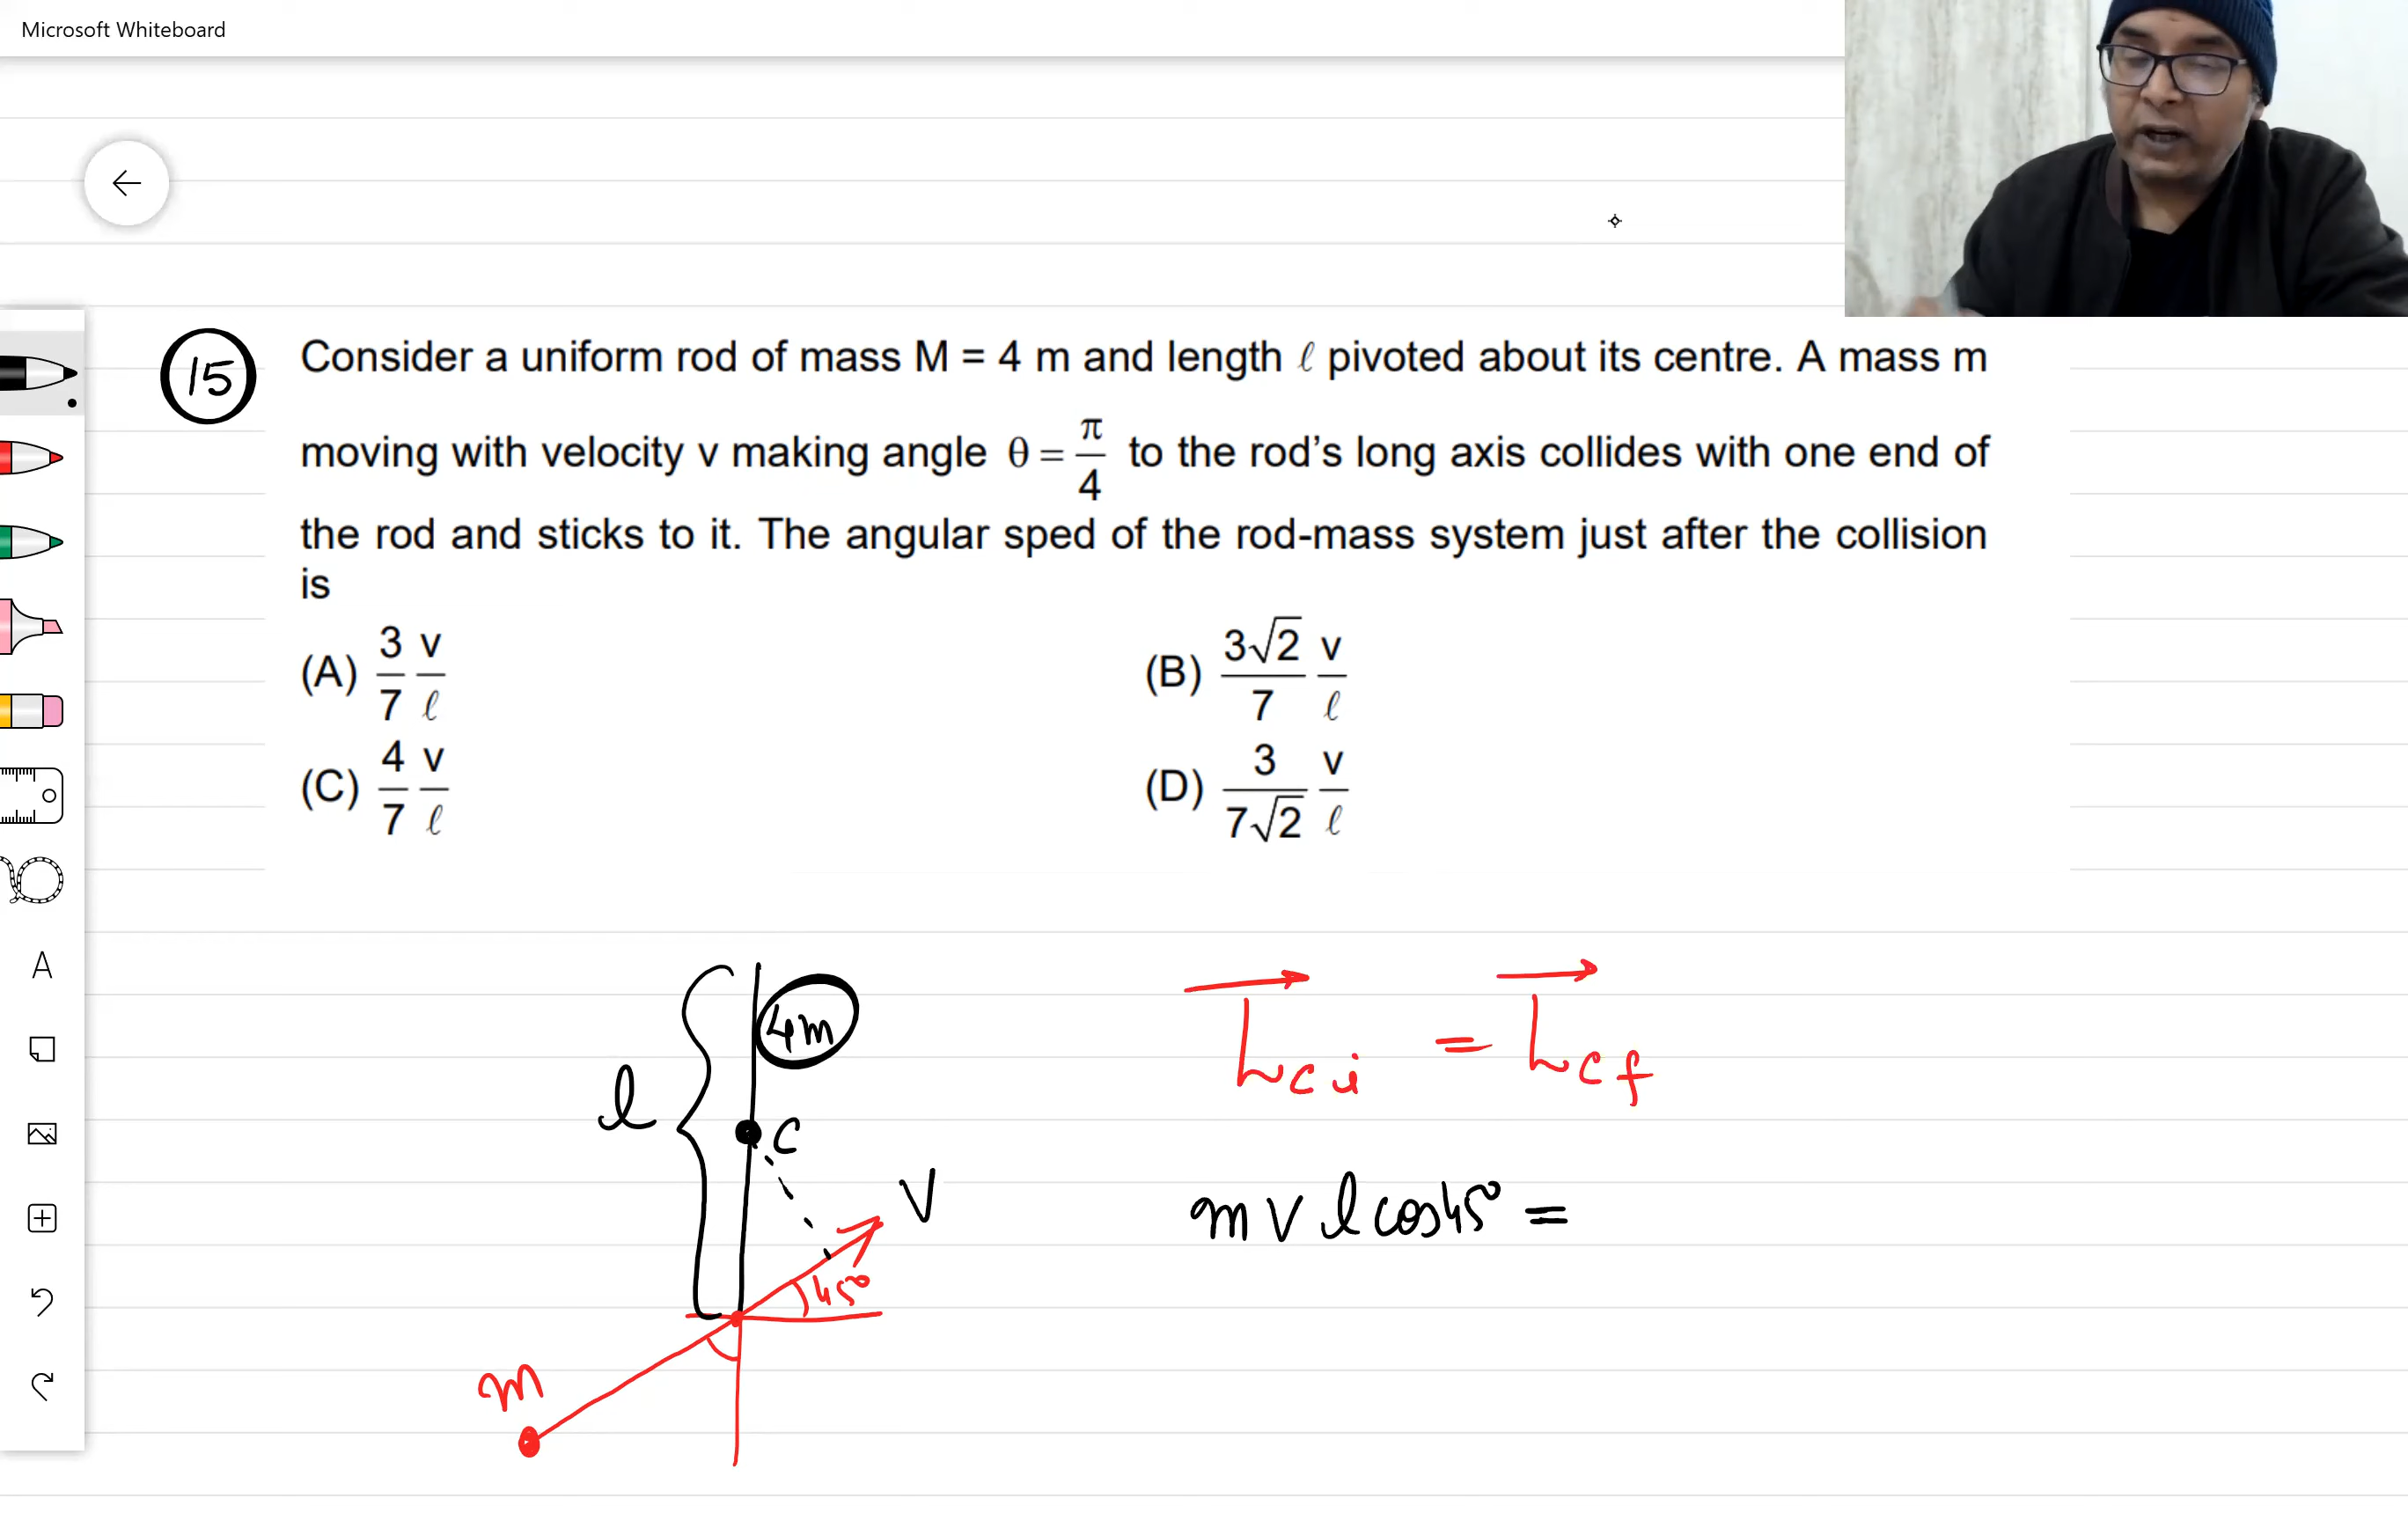 Microsoft Whiteboard
15
Consider a uniform rod of mass M = 4 m and length ℓ pivoted about its centre. A mass m
moving with velocity v making angle θ = π/4 to the rod's long axis collides with one end of
the rod and sticks to it. The angular sped of the rod-mass system just after the collision
is
(A) 3/7 v/ℓ
(B) 3√2/7 v/ℓ
(C) 4/7 v/ℓ
(D) 3/7√2 v/ℓ
A
4m
l
C
V
45°
m
L⃗ci = L⃗cf
m v l cos45° =